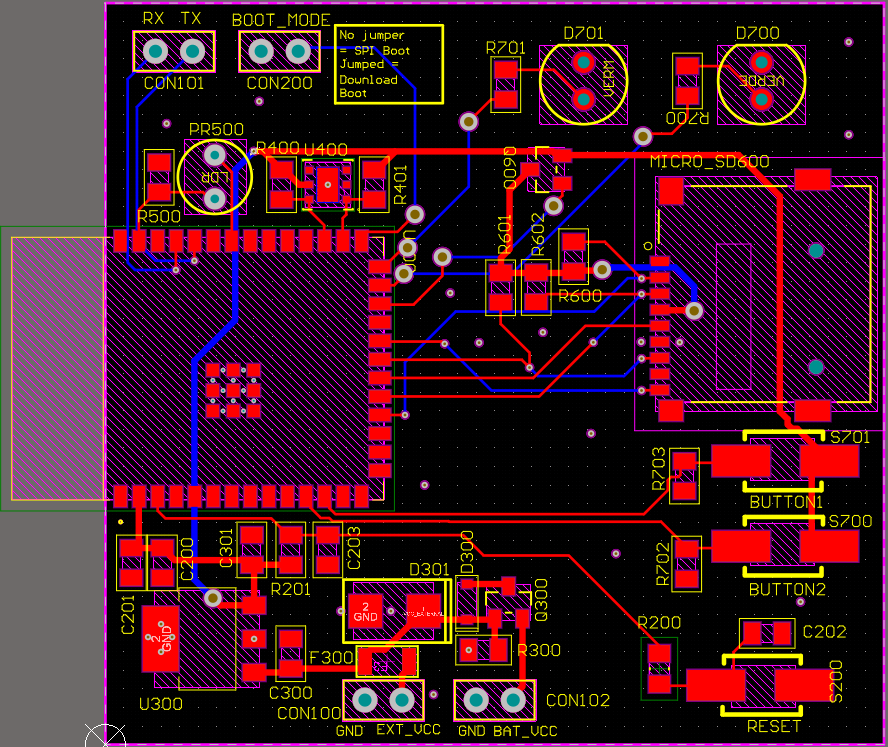 RX TX
BOOT_MODE
No jumper
= SPI Boot
Jumped =
Download
Boot
CON101
CON200
R701
D701
VERM
D700
VERDE
R700
PR500
LDR
R500
R400
U400
R401
Q600
MICRO_SD600
R601
R602
R600
S701
BUTTON1
R703
S700
BUTTON2
R702
C201
C200
C301
R201
C203
D301
D300
Q300
2
GND
1
2
GND
U300
C300
F300
R300
R200
C202
S200
RESET
CON100
GND
EXT_VCC
CON102
GND
BAT_VCC